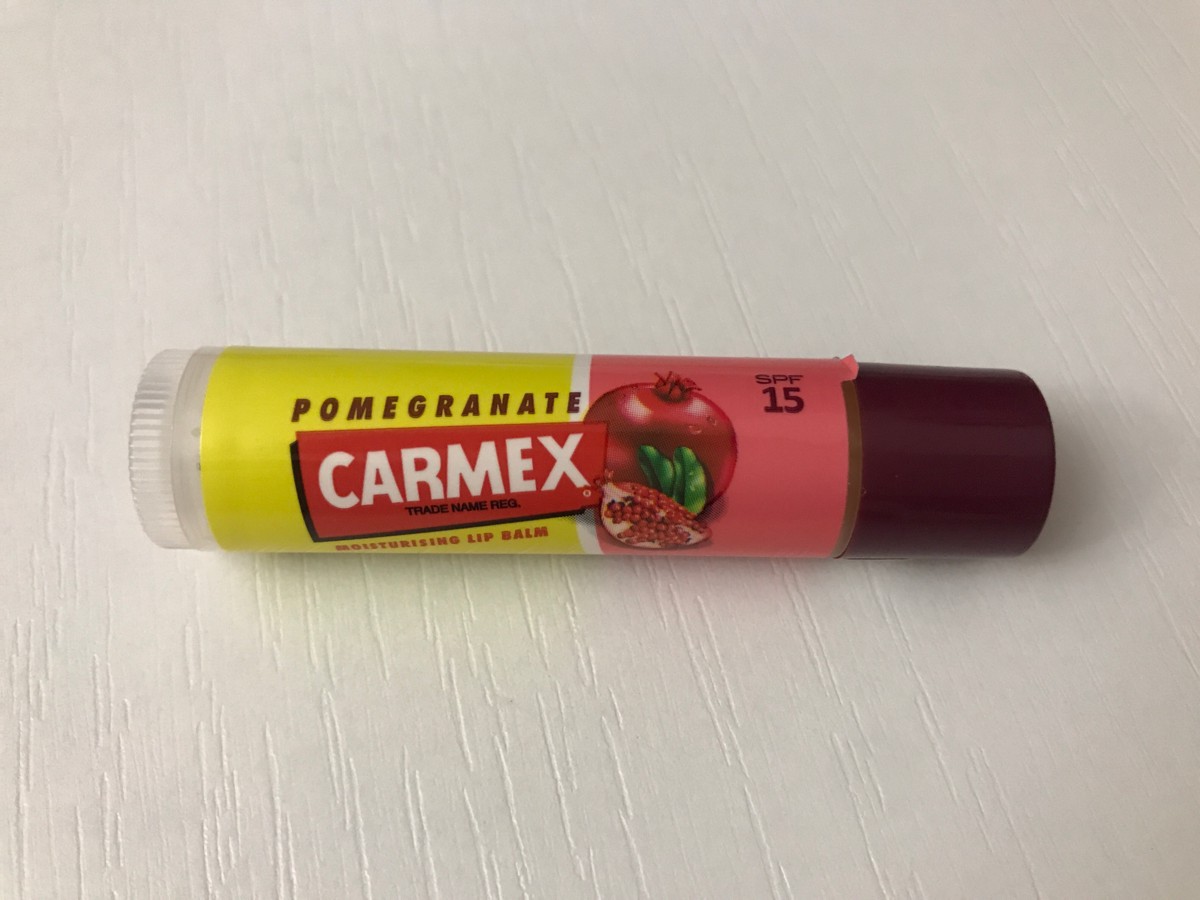 POMEGRANATE
CARMEX
TRADE NAME REG.
MOISTURISING LIP BALM
SPF
15